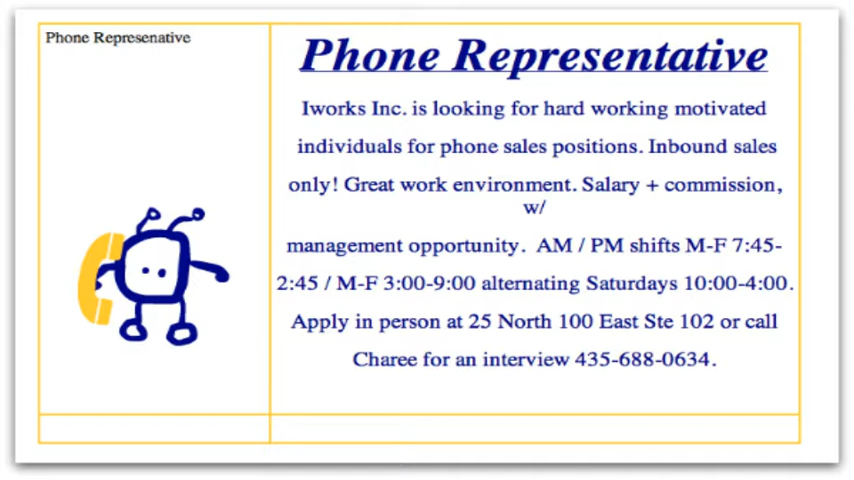 Phone Represenative
Phone Representative
Iworks Inc. is looking for hard working motivated
individuals for phone sales positions. Inbound sales
only! Great work environment. Salary + commission,
w/
management opportunity.  AM / PM shifts M-F 7:45-
2:45 / M-F 3:00-9:00 alternating Saturdays 10:00-4:00.
Apply in person at 25 North 100 East Ste 102 or call
Charee for an interview 435-688-0634.